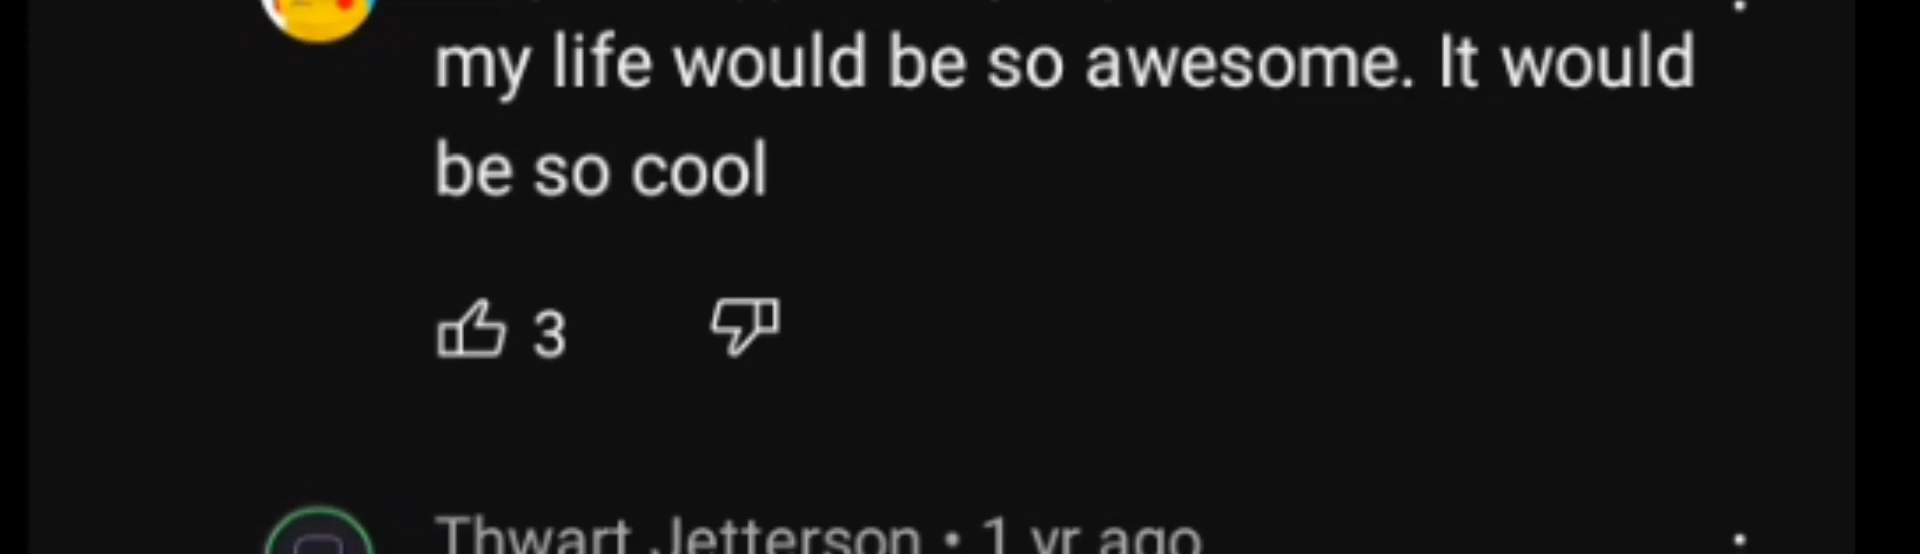 my life would be so awesome. It would
be so cool
3
Thwart Jetterson • 1 yr ago